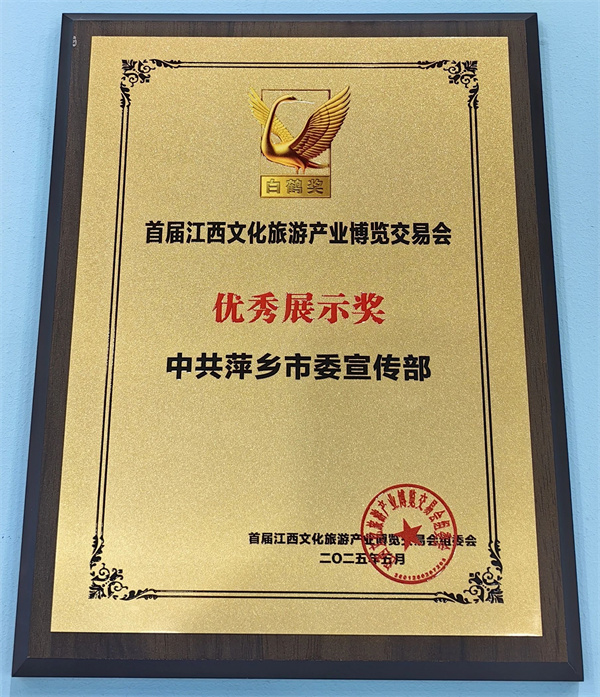 白鹤奖
首届江西文化旅游产业博览交易会
优秀展示奖
中共萍乡市委宣传部
首届江西文化旅游产业博览交易会组委会
二〇二五年五月